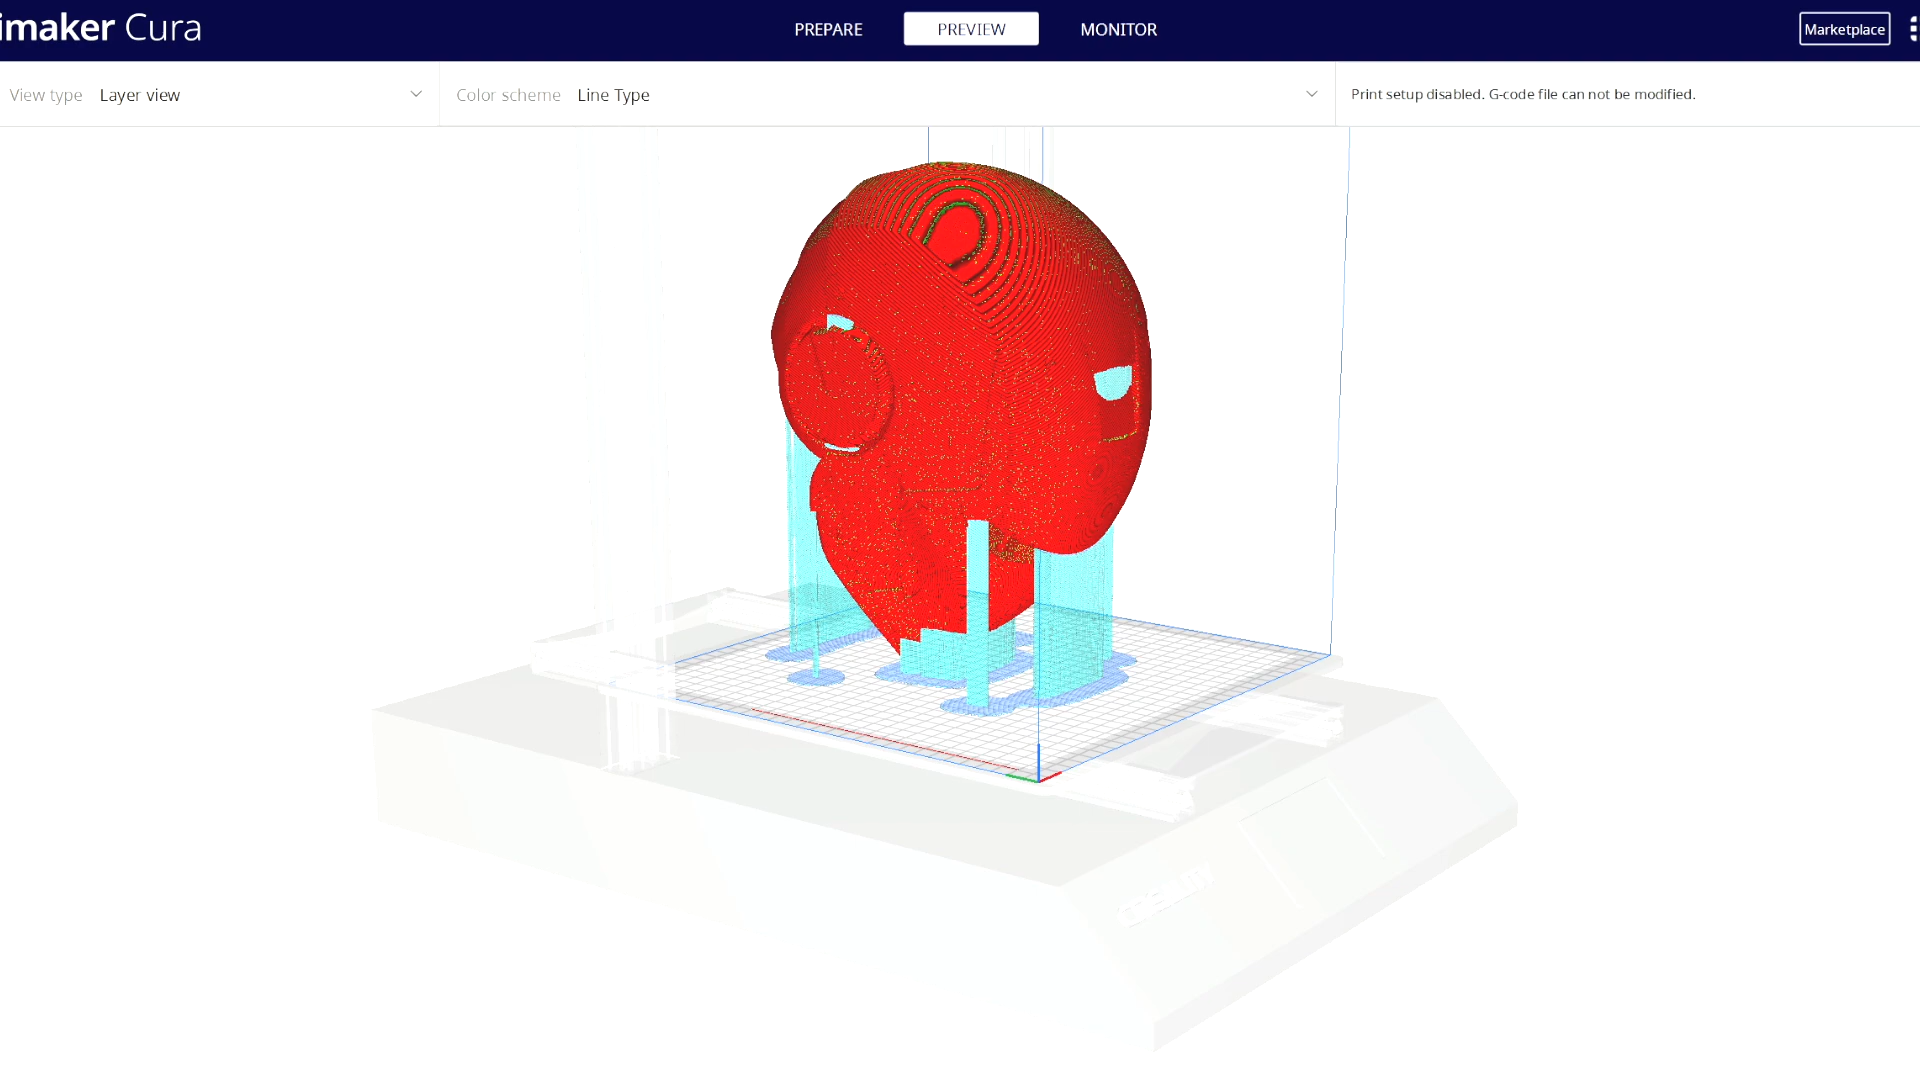 imaker Cura
PREPARE
PREVIEW
MONITOR
Marketplace
View type Layer view
Color scheme Line Type
Print setup disabled. G-code file can not be modified.